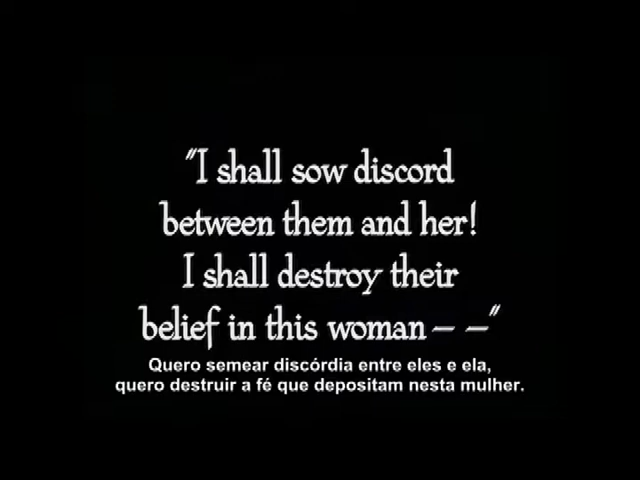 "I shall sow discord
between them and her!
I shall destroy their
belief in this woman — —"
Quero semear discórdia entre eles e ela,
quero destruir a fé que depositam nesta mulher.